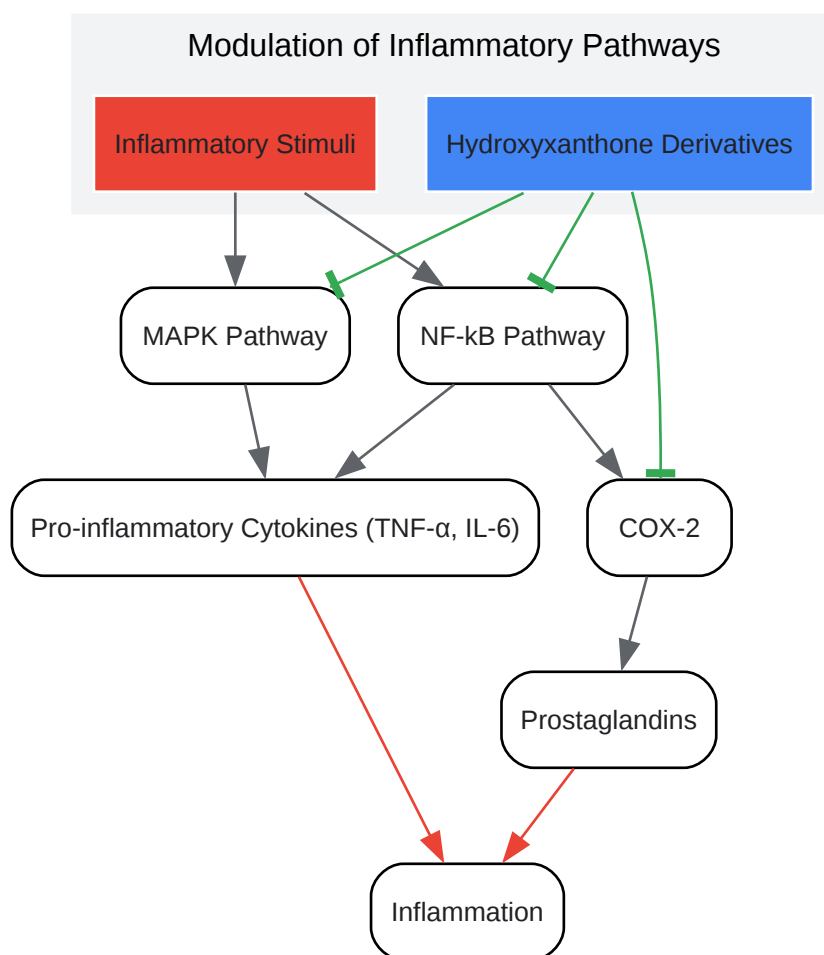 Modulation of Inflammatory Pathways
Inflammatory Stimuli
Hydroxyxanthone Derivatives
MAPK Pathway
NF-kB Pathway
Pro-inflammatory Cytokines (TNF-α, IL-6)
COX-2
Prostaglandins
Inflammation